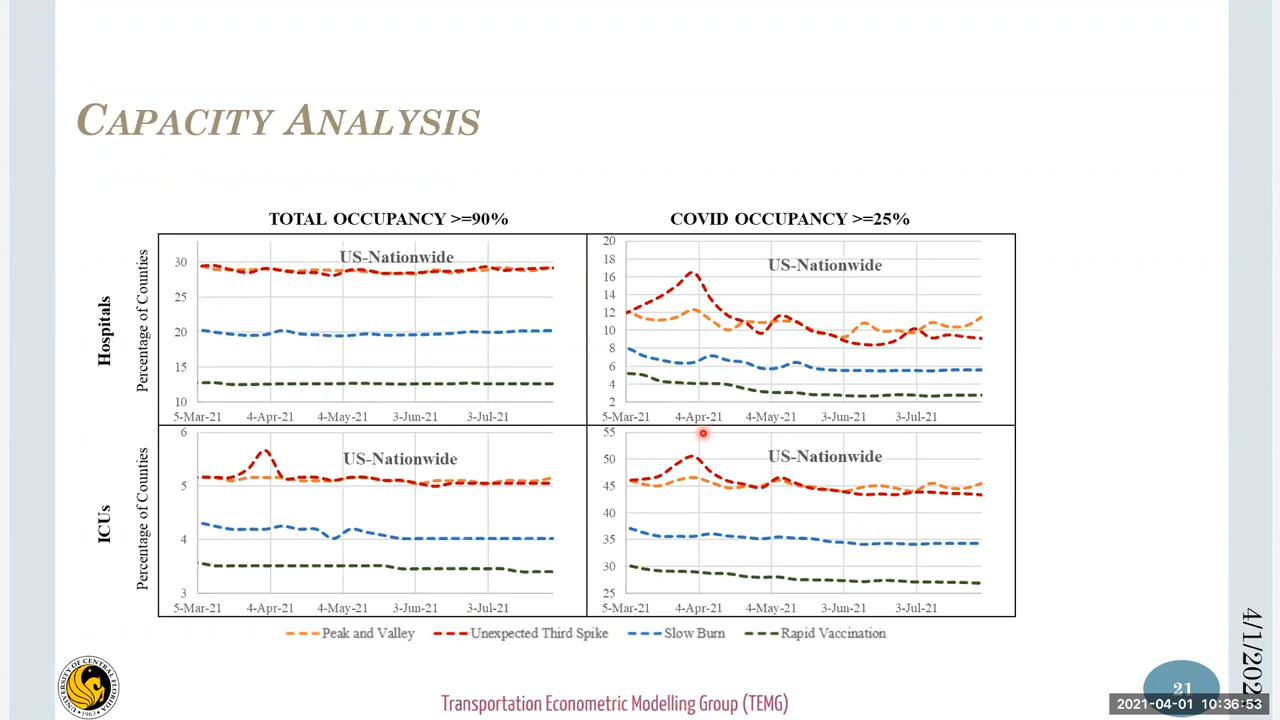 CAPACITY ANALYSIS
TOTAL OCCUPANCY >=90%
COVID OCCUPANCY >=25%
Hospitals
Percentage of Counties
US-Nationwide
30
25
20
15
10
5-Mar-21 4-Apr-21 4-May-21 3-Jun-21 3-Jul-21
US-Nationwide
20
18
16
14
12
10
8
6
4
2
5-Mar-21 4-Apr-21 4-May-21 3-Jun-21 3-Jul-21
ICUs
Percentage of Counties
US-Nationwide
6
5
4
3
5-Mar-21 4-Apr-21 4-May-21 3-Jun-21 3-Jul-21
US-Nationwide
55
50
45
40
35
30
25
5-Mar-21 4-Apr-21 4-May-21 3-Jun-21 3-Jul-21
Peak and Valley Unexpected Third Spike Slow Burn Rapid Vaccination
UNIVERSITY OF CENTRAL FLORIDA
1963
Transportation Econometric Modelling Group (TEMG)
4/1/202
21
2021-04-01 10:36:53